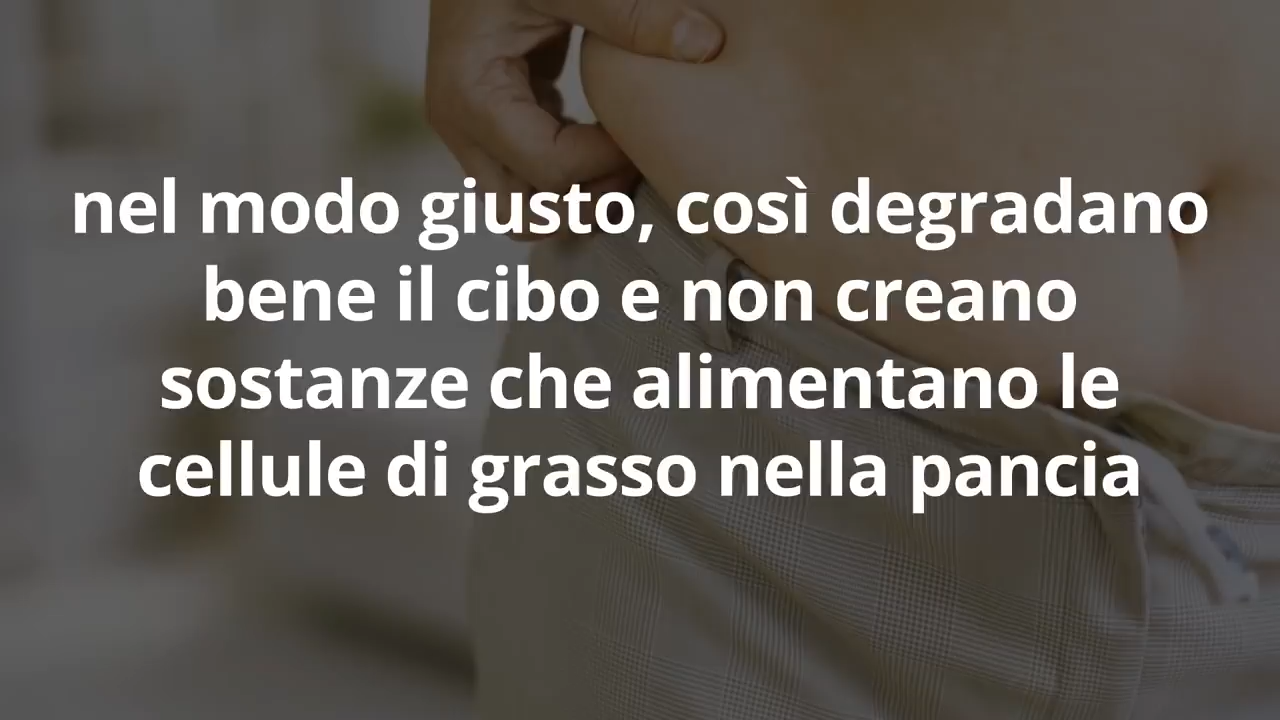 nel modo giusto, così degradano
bene il cibo e non creano
sostanze che alimentano le
cellule di grasso nella pancia